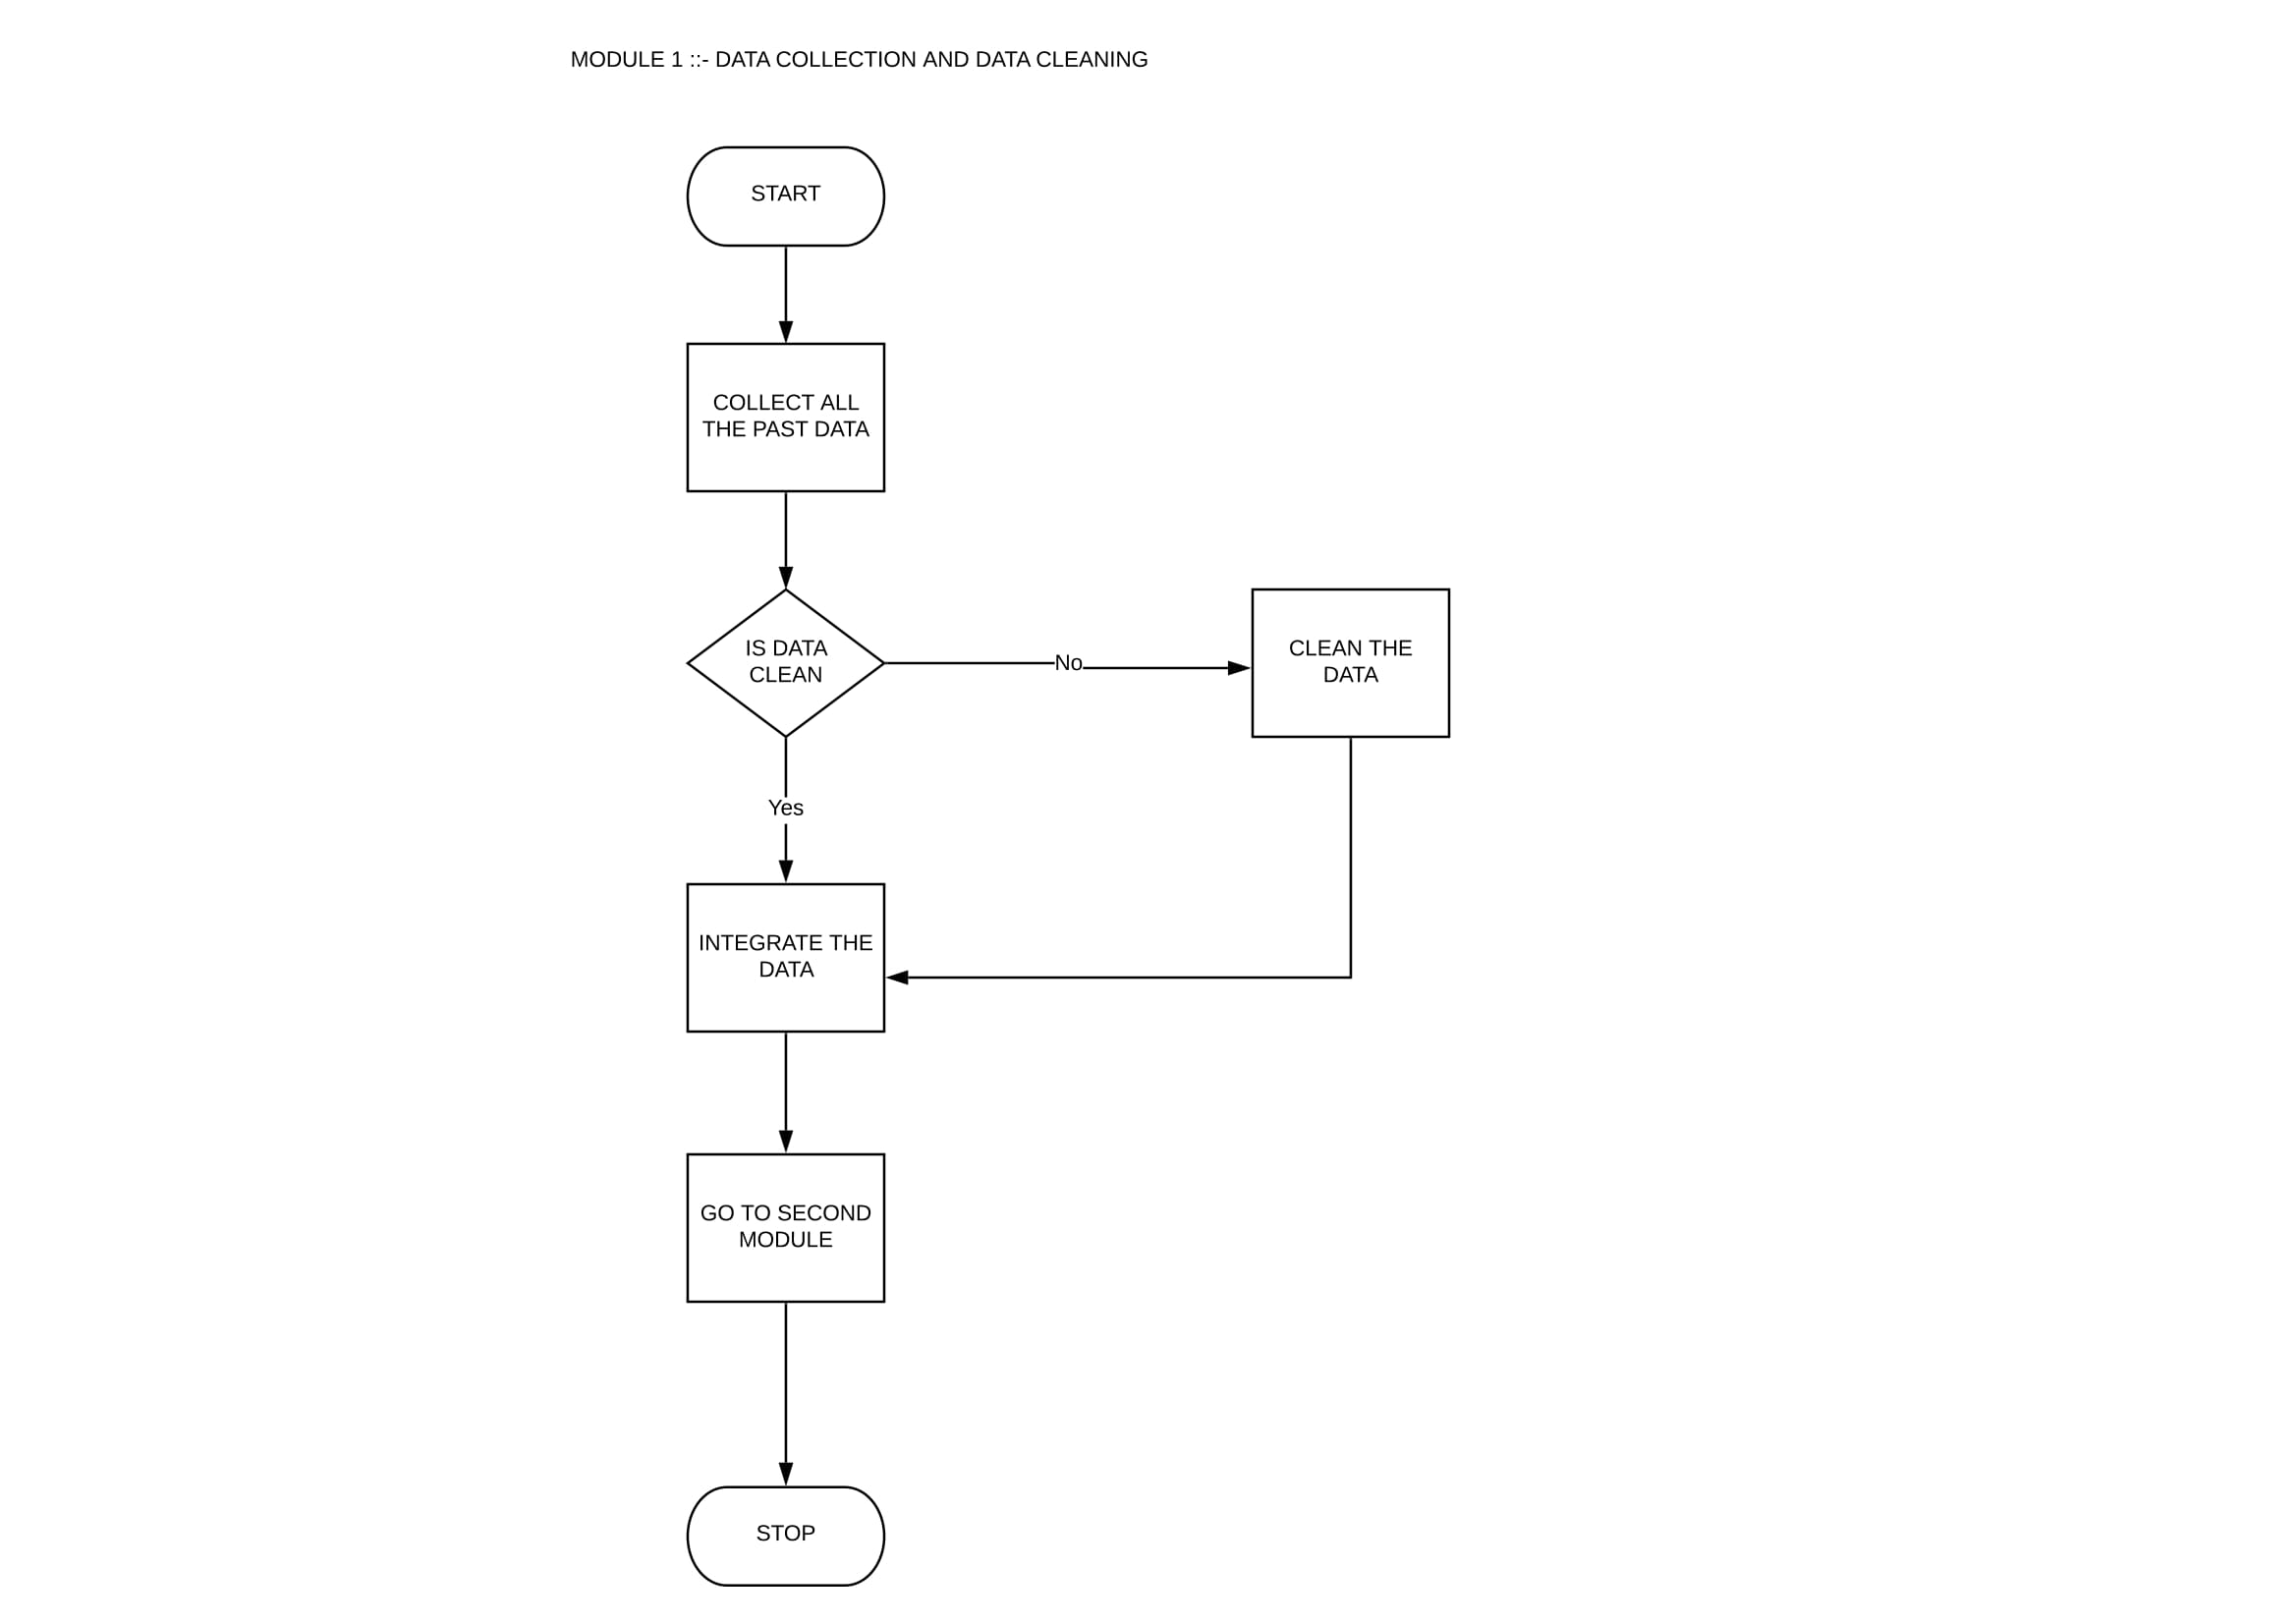 MODULE 1 ::- DATA COLLECTION AND DATA CLEANING
START
COLLECT ALL
THE PAST DATA
IS DATA
CLEAN
No
CLEAN THE
DATA
Yes
INTEGRATE THE
DATA
GO TO SECOND
MODULE
STOP